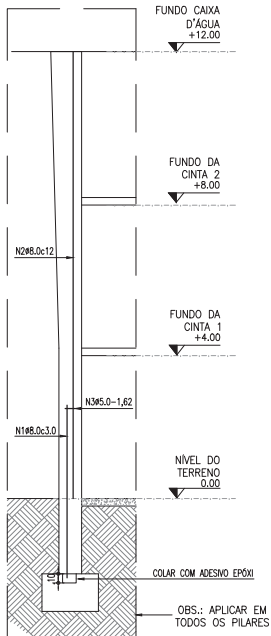 FUNDO CAIXA
D'ÁGUA
+12.00
FUNDO DA
CINTA 2
+8.00
N2ø8.0c12
FUNDO DA
CINTA 1
+4.00
N3ø5.0-1,62
N1ø8.0c3.0
NÍVEL DO
TERRENO
0.00
10
COLAR COM ADESIVO EPÓXI
OBS.: APLICAR EM
TODOS OS PILARES